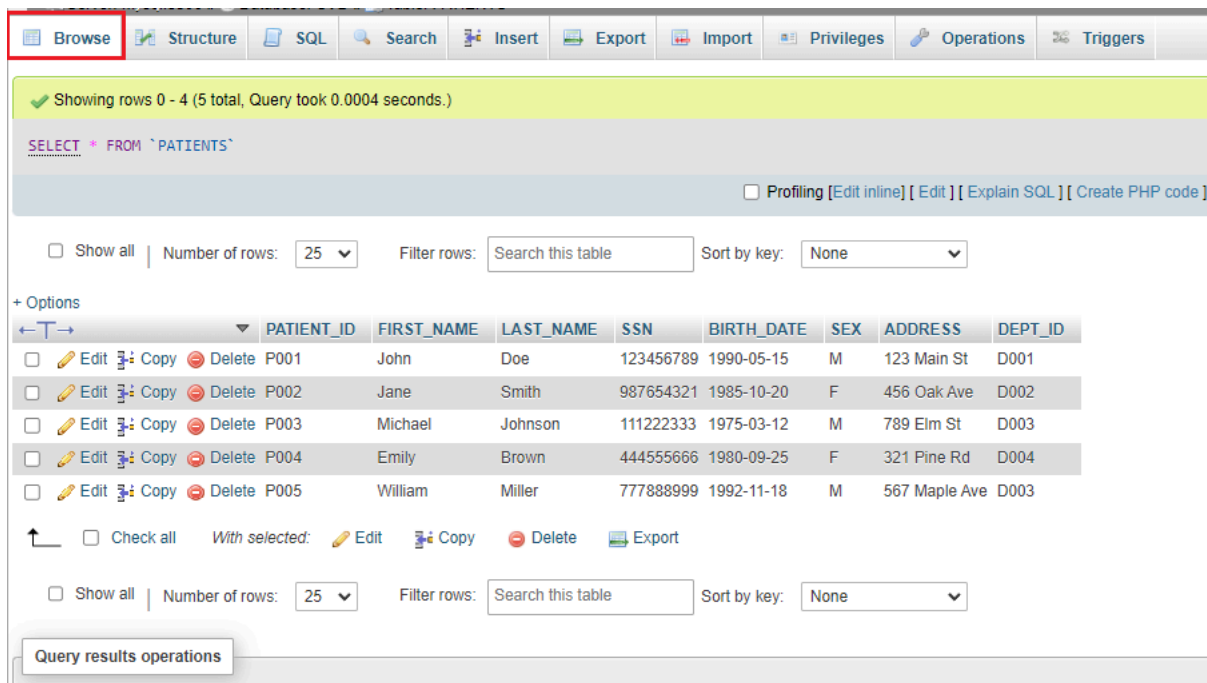 Browse Structure SQL Search Insert Export Import Privileges Operations Triggers
Showing rows 0 - 4 (5 total, Query took 0.0004 seconds.)
SELECT * FROM `PATIENTS`
Profiling [Edit inline] [ Edit ] [ Explain SQL ] [ Create PHP code ]
Show all | Number of rows: 25 Filter rows: Search this table Sort by key: None
+ Options
←T→ PATIENT_ID FIRST_NAME LAST_NAME SSN BIRTH_DATE SEX ADDRESS DEPT_ID
Edit Copy Delete P001 John Doe 123456789 1990-05-15 M 123 Main St D001
Edit Copy Delete P002 Jane Smith 987654321 1985-10-20 F 456 Oak Ave D002
Edit Copy Delete P003 Michael Johnson 111222333 1975-03-12 M 789 Elm St D003
Edit Copy Delete P004 Emily Brown 444555666 1980-09-25 F 321 Pine Rd D004
Edit Copy Delete P005 William Miller 777888999 1992-11-18 M 567 Maple Ave D003
Check all With selected: Edit Copy Delete Export
Show all | Number of rows: 25 Filter rows: Search this table Sort by key: None
Query results operations